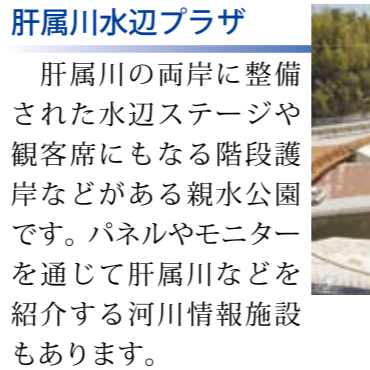 肝属川水辺プラザ
肝属川の両岸に整備
された水辺ステージや
観客席にもなる階段護
岸などがある親水公園
です。パネルやモニター
を通じて肝属川などを
紹介する河川情報施設
もあります。